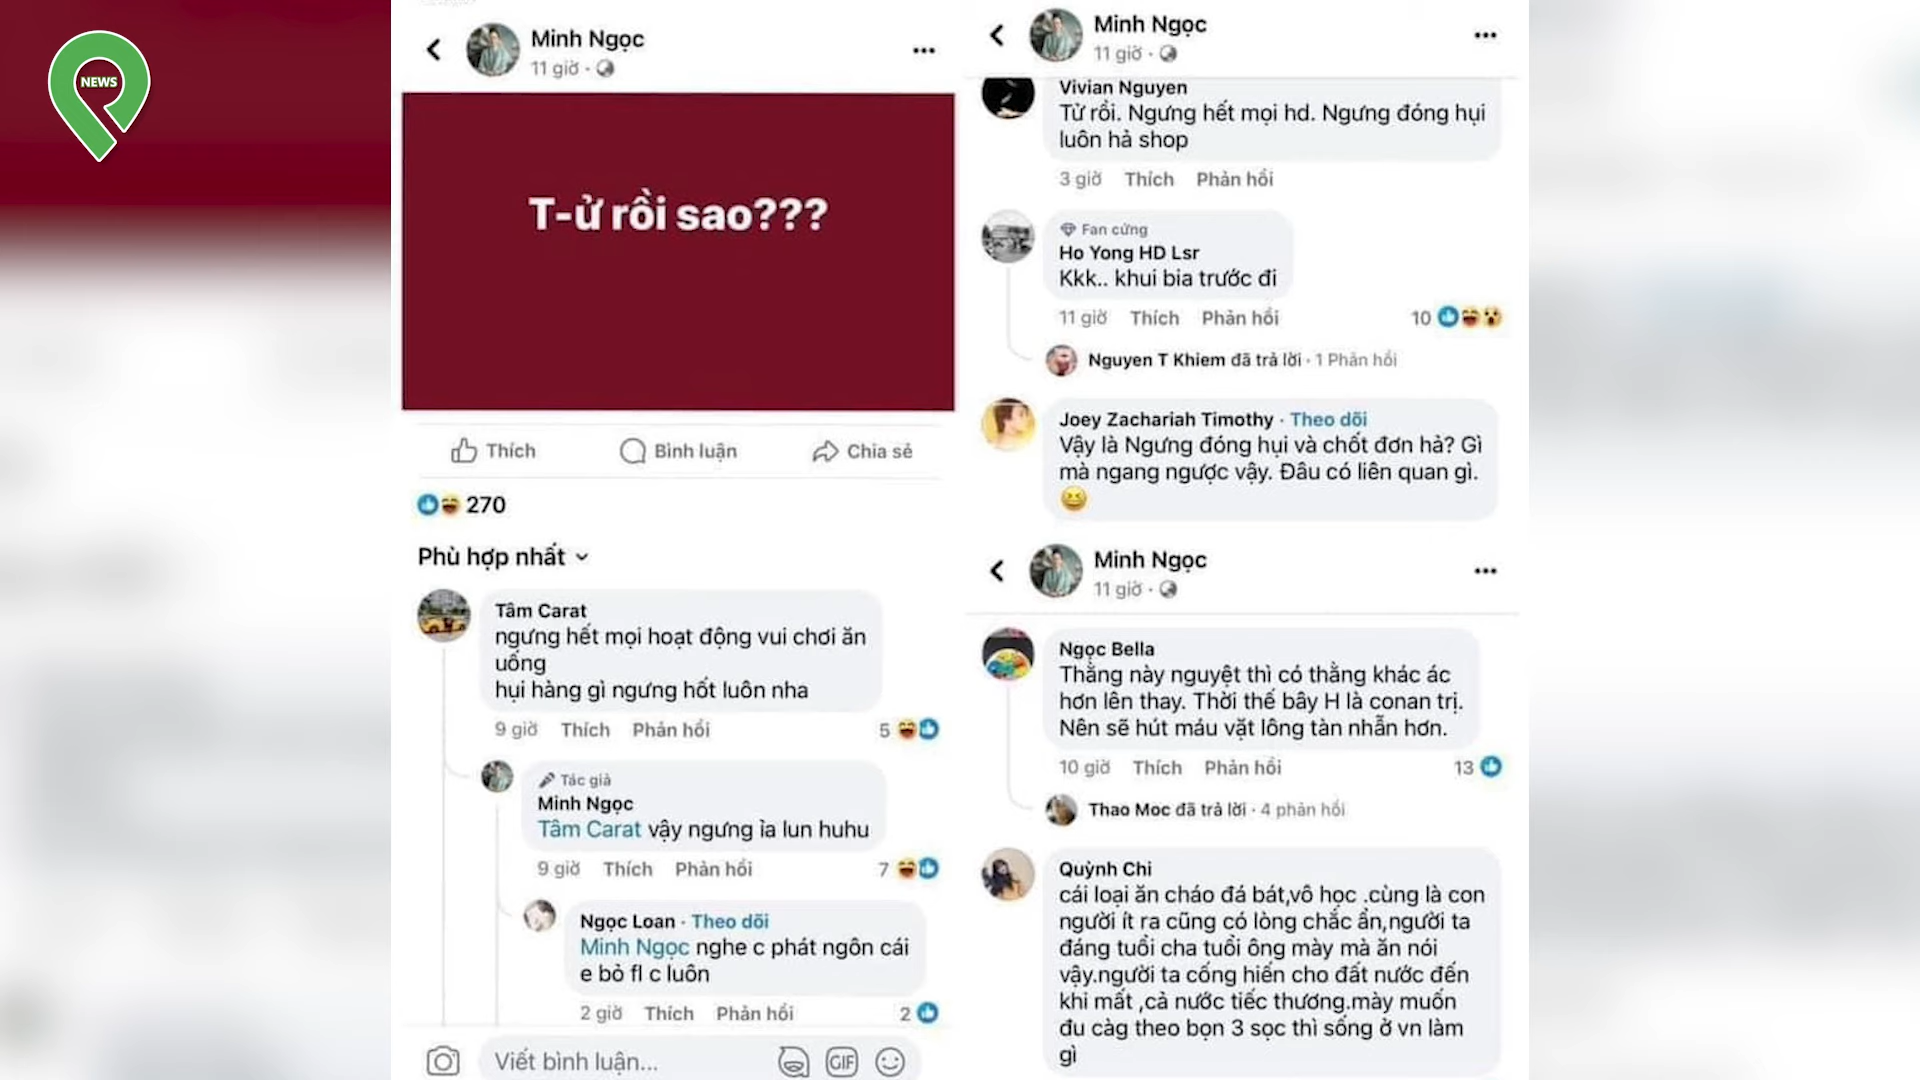 NEWS
Minh Ngọc
11 giờ ·
T-ử rồi sao???
Thích
Bình luận
Chia sẻ
270
Phù hợp nhất
Tâm Carat
ngưng hết mọi hoạt động vui chơi ăn
uống
hụi hàng gì ngưng hốt luôn nha
9 giờ Thích Phản hồi 5
Tác giả
Minh Ngọc
Tâm Carat vậy ngưng ỉa lun huhu
9 giờ Thích Phản hồi 7
Ngọc Loan · Theo dõi
Minh Ngọc nghe c phát ngôn cái
e bỏ fl c luôn
2 giờ Thích Phản hồi 2
Viết bình luận...
GIF
Minh Ngọc
11 giờ ·
Vivian Nguyen
Tử rồi. Ngưng hết mọi hd. Ngưng đóng hụi
luôn hả shop
3 giờ Thích Phản hồi
Fan cứng
Ho Yong HD Lsr
Kkk.. khui bia trước đi
11 giờ Thích Phản hồi 10
Nguyen T Khiem đã trả lời · 1 Phản hồi
Joey Zachariah Timothy · Theo dõi
Vậy là Ngưng đóng hụi và chốt đơn hả? Gì
mà ngang ngược vậy. Đâu có liên quan gì.
Minh Ngọc
11 giờ ·
Ngọc Bella
Thằng này nguyệt thì có thằng khác ác
hơn lên thay. Thời thế bây H là conan trị.
Nên sẽ hút máu vặt lông tàn nhẫn hơn.
10 giờ Thích Phản hồi 13
Thao Moc đã trả lời · 4 phản hồi
Quỳnh Chi
cái loại ăn cháo đá bát,vô học .cùng là con
người ít ra cũng có lòng chắc ẩn,người ta
đáng tuổi cha tuổi ông mày mà ăn nói
vậy.người ta cống hiến cho đất nước đến
khi mất ,cả nước tiếc thương.mày muốn
đu càg theo bọn 3 sọc thì sống ở vn làm
gì